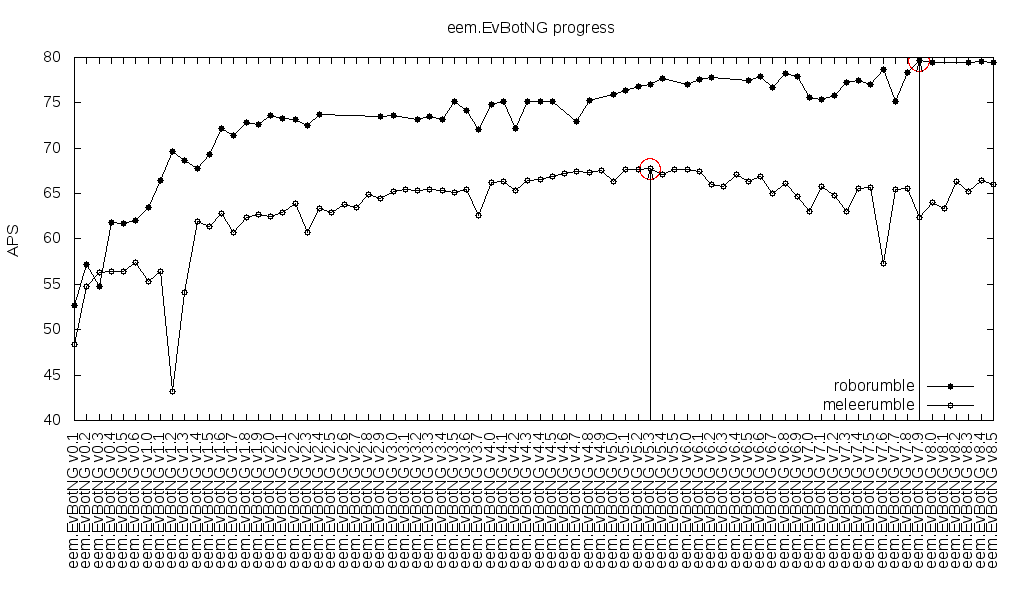 eem.EvBotNG progress
80
75
70
65
60
55
50
45
40
APS
roborumble
meleerumble
eem.EvBotNG v0.1
eem.EvBotNG v0.2
eem.EvBotNG v0.3
eem.EvBotNG v0.4
eem.EvBotNG v0.5
eem.EvBotNG v0.6
eem.EvBotNG v1.0
eem.EvBotNG v1.1
eem.EvBotNG v1.2
eem.EvBotNG v1.3
eem.EvBotNG v1.4
eem.EvBotNG v1.5
eem.EvBotNG v1.6
eem.EvBotNG v1.7
eem.EvBotNG v1.8
eem.EvBotNG v1.9
eem.EvBotNG v2.0
eem.EvBotNG v2.1
eem.EvBotNG v2.2
eem.EvBotNG v2.3
eem.EvBotNG v2.4
eem.EvBotNG v2.5
eem.EvBotNG v2.6
eem.EvBotNG v2.7
eem.EvBotNG v2.8
eem.EvBotNG v2.9
eem.EvBotNG v3.0
eem.EvBotNG v3.1
eem.EvBotNG v3.2
eem.EvBotNG v3.3
eem.EvBotNG v3.4
eem.EvBotNG v3.5
eem.EvBotNG v3.6
eem.EvBotNG v3.7
eem.EvBotNG v4.0
eem.EvBotNG v4.1
eem.EvBotNG v4.2
eem.EvBotNG v4.3
eem.EvBotNG v4.4
eem.EvBotNG v4.5
eem.EvBotNG v4.6
eem.EvBotNG v4.7
eem.EvBotNG v4.8
eem.EvBotNG v4.9
eem.EvBotNG v5.0
eem.EvBotNG v5.1
eem.EvBotNG v5.2
eem.EvBotNG v5.3
eem.EvBotNG v5.4
eem.EvBotNG v5.5
eem.EvBotNG v6.0
eem.EvBotNG v6.1
eem.EvBotNG v6.2
eem.EvBotNG v6.3
eem.EvBotNG v6.4
eem.EvBotNG v6.5
eem.EvBotNG v6.6
eem.EvBotNG v6.7
eem.EvBotNG v6.8
eem.EvBotNG v6.9
eem.EvBotNG v7.0
eem.EvBotNG v7.1
eem.EvBotNG v7.2
eem.EvBotNG v7.3
eem.EvBotNG v7.4
eem.EvBotNG v7.5
eem.EvBotNG v7.6
eem.EvBotNG v7.7
eem.EvBotNG v7.8
eem.EvBotNG v7.9
eem.EvBotNG v8.0
eem.EvBotNG v8.1
eem.EvBotNG v8.2
eem.EvBotNG v8.3
eem.EvBotNG v8.4
eem.EvBotNG v8.5